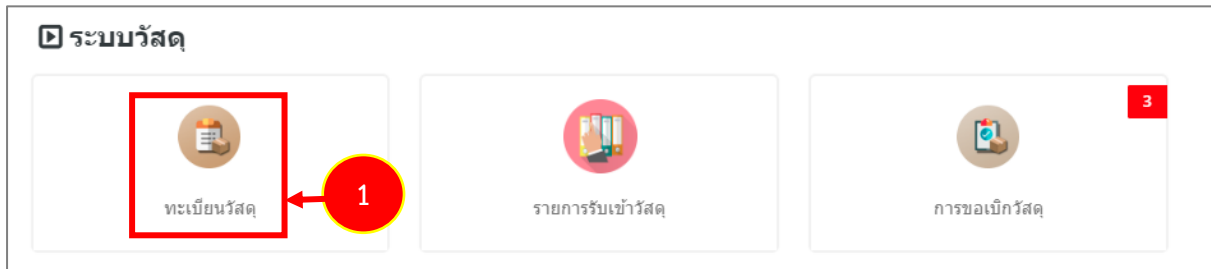 ระบบวัสดุ
3
1
ทะเบียนวัสดุ
รายการรับเข้าวัสดุ
การขอเบิกวัสดุ